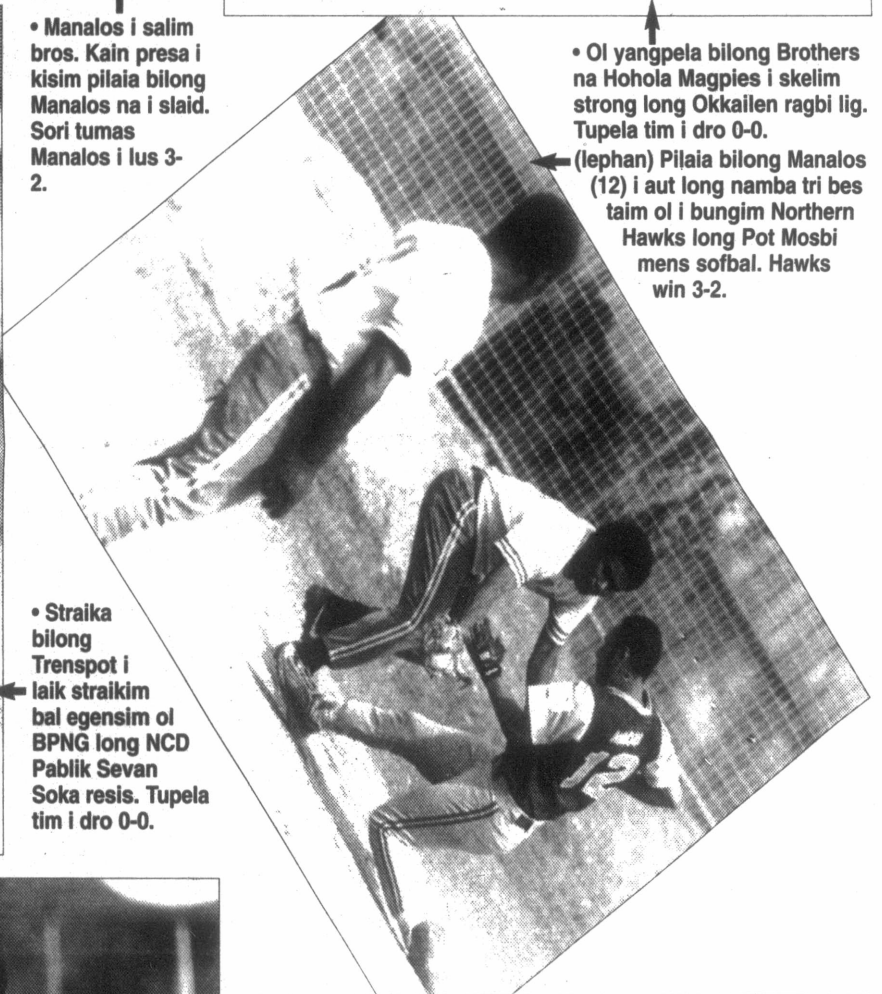 • Manalos i salim
bros. Kain presa i
kisim pilaia bilong
Manalos na i slaid.
Sori tumas
Manalos i lus 3-
2.
• Ol yangpela bilong Brothers
na Hohola Magpies i skelim
strong long Okkailen ragbi lig.
Tupela tim i dro 0-0.
(lephan) Pilaia bilong Manalos
(12) i aut long namba tri bes
taim ol i bungim Northern
Hawks long Pot Mosbi
mens sofbal. Hawks
win 3-2.
• Straika
bilong
Trenspot i
laik straikim
bal egensim ol
BPNG long NCD
Pablik Sevan
Soka resis. Tupela
tim i dro 0-0.
12